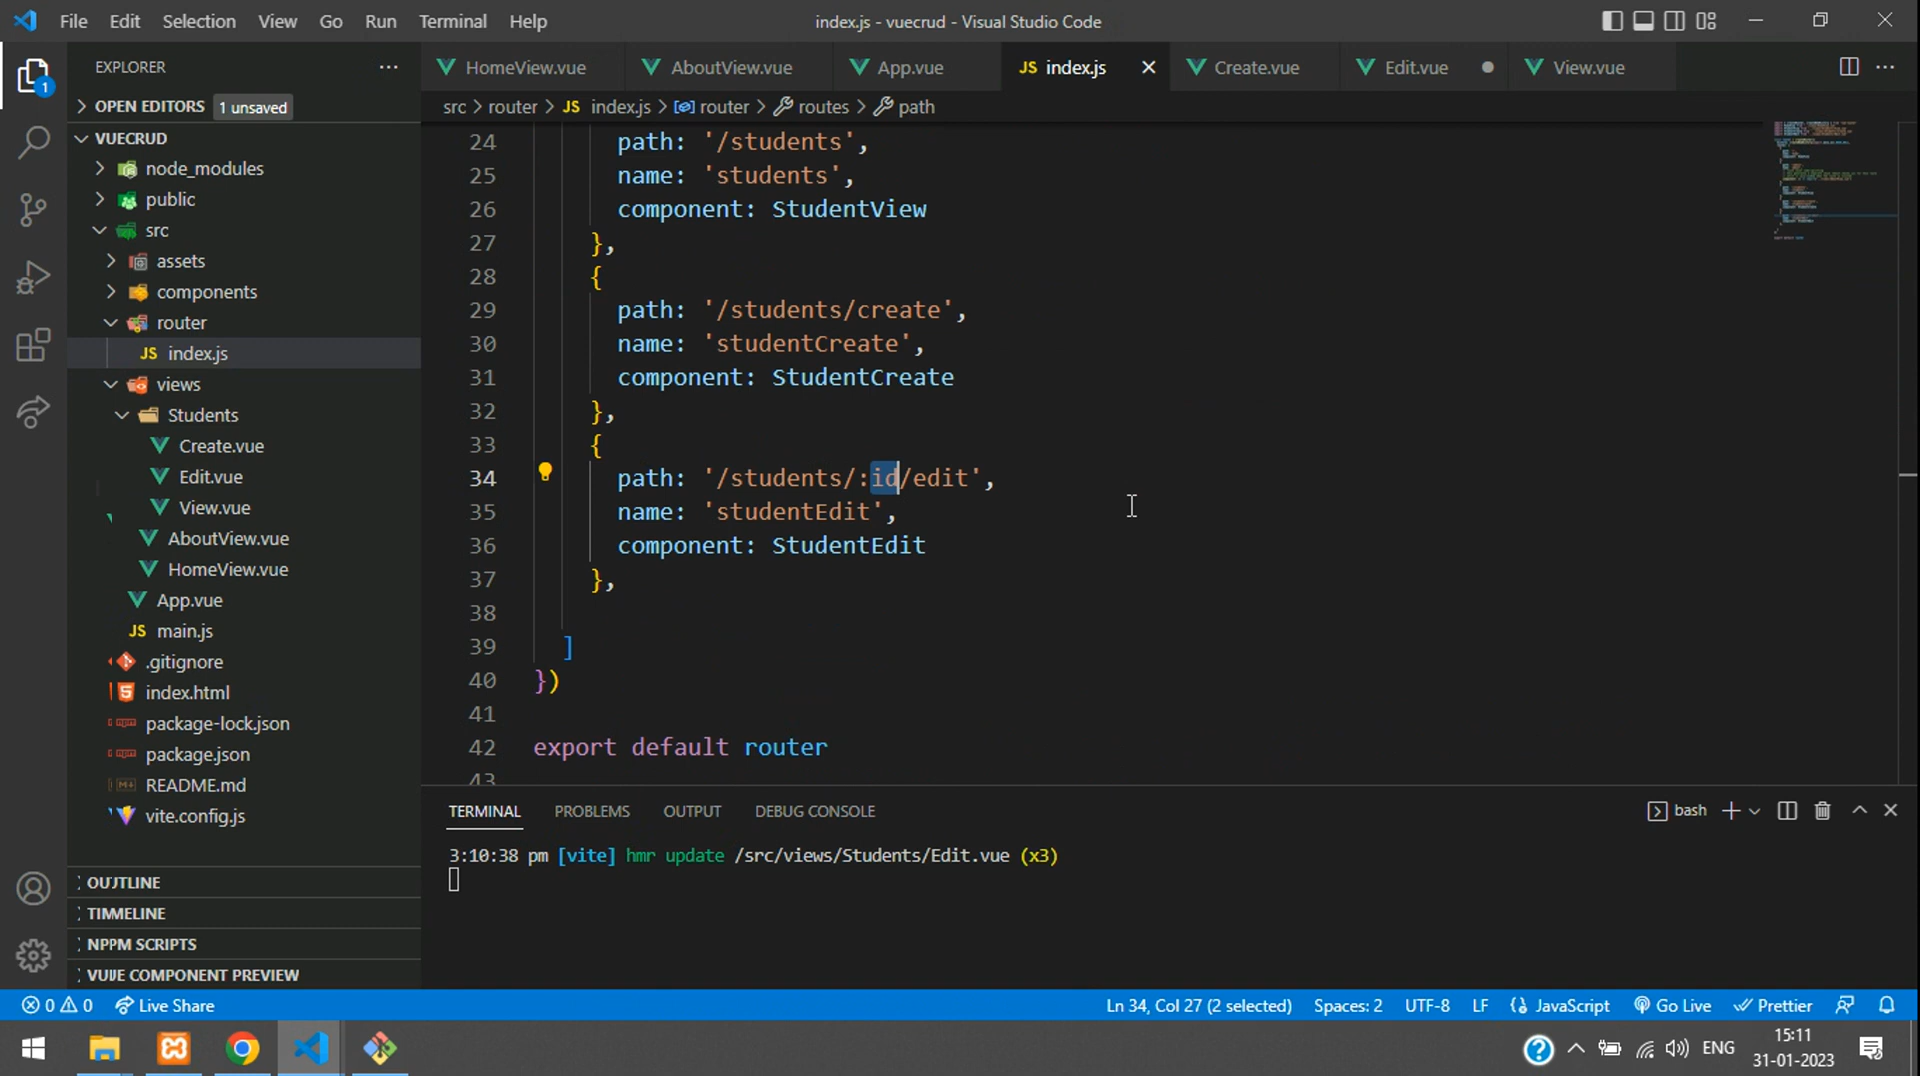 File Edit Selection View Go Run Terminal Help
index.js - vuecrud - Visual Studio Code
EXPLORER
HomeView.vue
AboutView.vue
App.vue
JS index.js
Create.vue
Edit.vue
View.vue
1
OPEN EDITORS 1 unsaved
VUECRUD
node_modules
public
src
assets
components
router
JS index.js
views
Students
Create.vue
Edit.vue
View.vue
AboutView.vue
HomeView.vue
App.vue
JS main.js
.gitignore
index.html
package-lock.json
package.json
README.md
vite.config.js
OUTLINE
TIMELINE
NPM SCRIPTS
VUE COMPONENT PREVIEW
src > router > JS index.js > router > routes > path
24 path: '/students',
25 name: 'students',
26 component: StudentView
27 },
28 {
29 path: '/students/create',
30 name: 'studentCreate',
31 component: StudentCreate
32 },
33 {
34 path: '/students/:id/edit',
35 name: 'studentEdit',
36 component: StudentEdit
37 },
38
39 ]
40 })
41
42 export default router
43
TERMINAL PROBLEMS OUTPUT DEBUG CONSOLE
bash
3:10:38 pm [vite] hmr update /src/views/Students/Edit.vue (x3)
0 0 Live Share
Ln 34, Col 27 (2 selected) Spaces: 2 UTF-8 LF {} JavaScript Go Live Prettier
ENG
15:11
31-01-2023